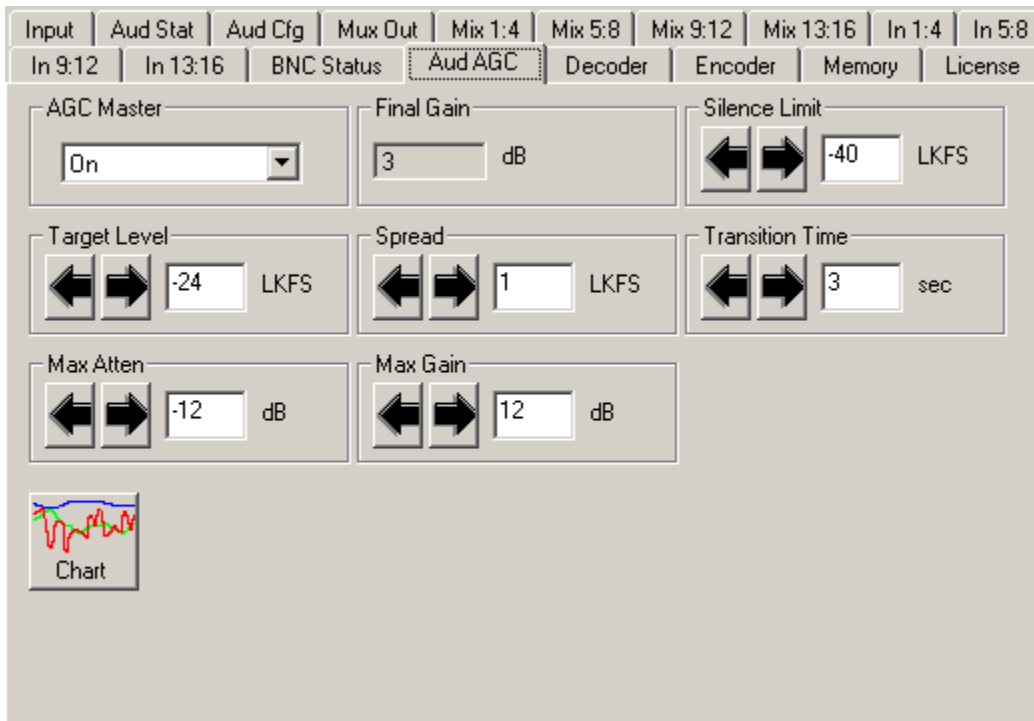 Input Aud Stat Aud Cfg Mux Out Mix 1:4 Mix 5:8 Mix 9:12 Mix 13:16 In 1:4 In 5:8
In 9:12 In 13:16 BNC Status Aud AGC Decoder Encoder Memory License
AGC Master Final Gain Silence Limit
On 3 dB -40 LKFS
Target Level Spread Transition Time
-24 LKFS 1 LKFS 3 sec
Max Atten Max Gain
-12 dB 12 dB
Chart